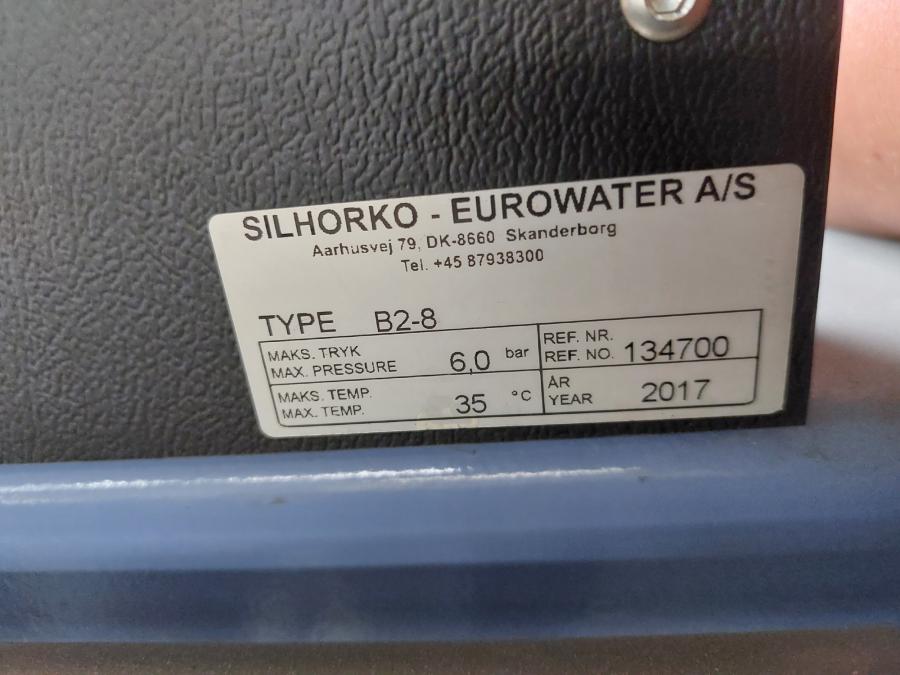 SILHORKO - EUROWATER A/S
Aarhusvej 79, DK-8660 Skanderborg
Tel. +45 87938300
TYPE B2-8
MAKS. TRYK
MAX. PRESSURE 6,0 bar
REF. NR.
REF. NO. 134700
MAKS. TEMP.
MAX. TEMP. 35 °C
AR
YEAR 2017